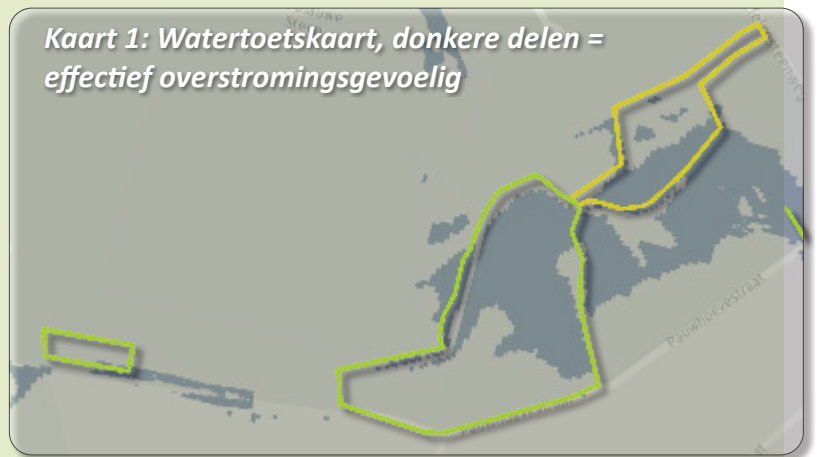 Kaart 1: Watertoetskaart, donkere delen =
effectief overstromingsgevoelig
Pauwhoevestraat